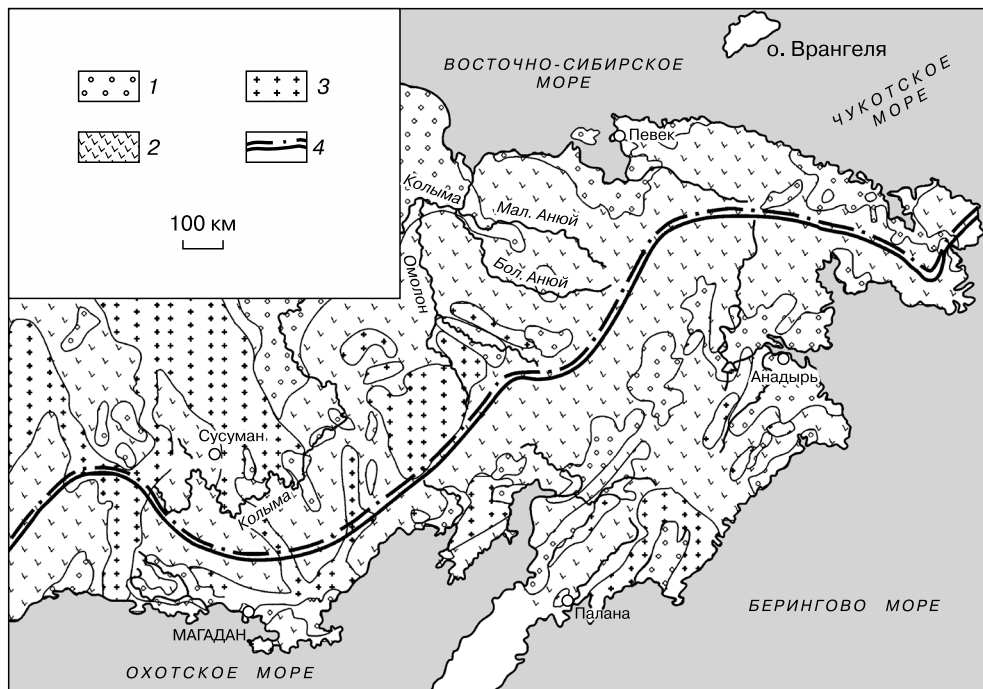 1
3
2
4
100 км
ВОСТОЧНО-СИБИРСКОЕ
МОРЕ
о. Врангеля
ЧУКОТСКОЕ
МОРЕ
Певек
Колыма
Мал. Анюй
Бол. Анюй
Омолон
Анадырь
Сусуман
Колыма
Палана
МАГАДАН
БЕРИНГОВО МОРЕ
ОХОТСКОЕ МОРЕ